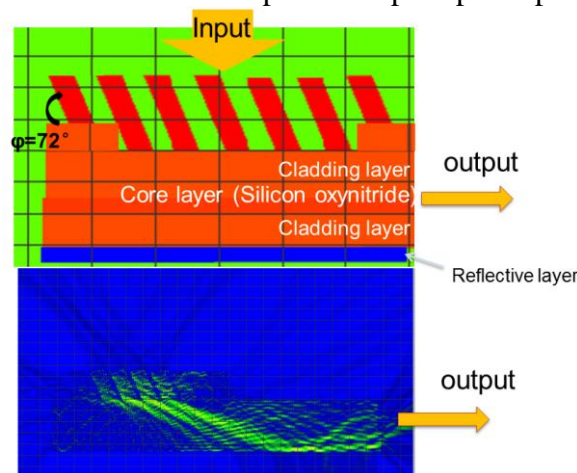 Input
φ=72°
Cladding layer
output
Core layer (Silicon oxynitride)
Cladding layer
Reflective layer
output